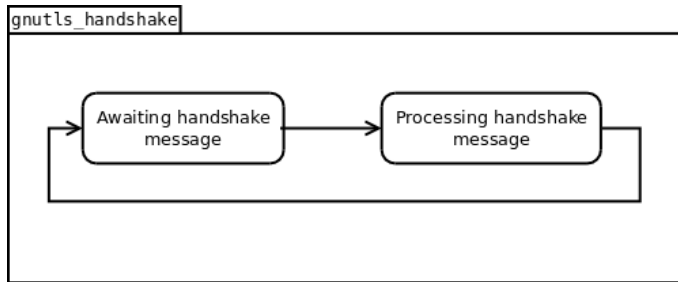 gnutls_handshake
Awaiting handshake
message
Processing handshake
message